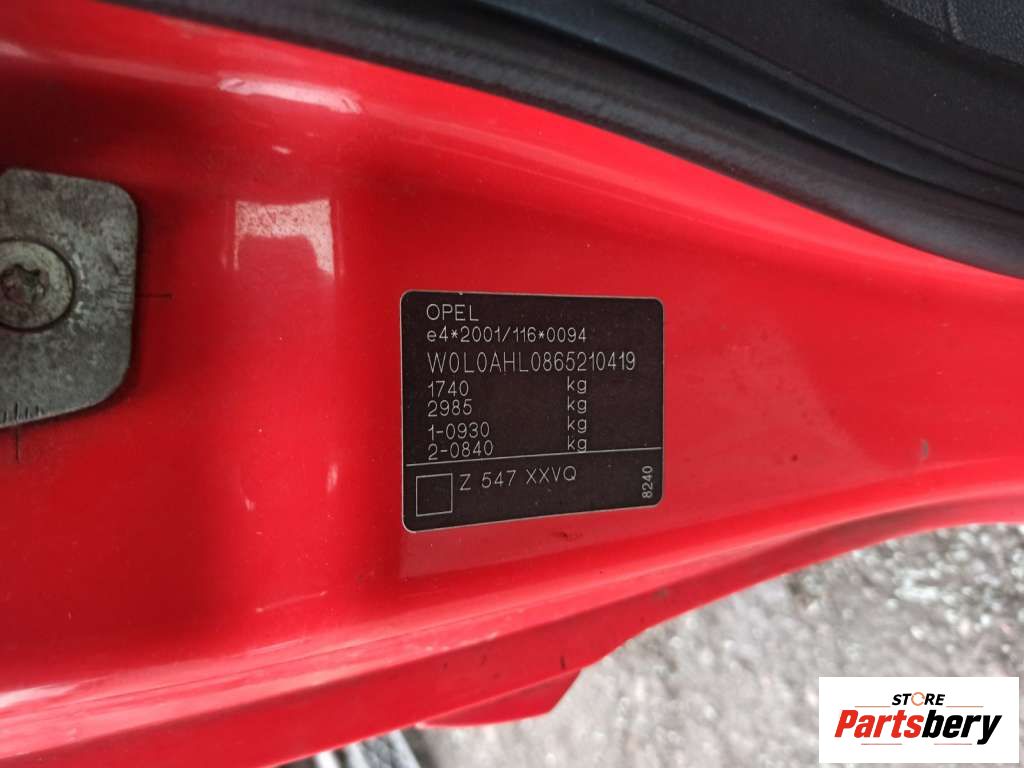 OPEL
e4*2001/116*0094
W0L0AHL0865210419
1740 kg
2985 kg
1-0930 kg
2-0840 kg
Z 547 XXVQ
8240
STORE
Partsbery